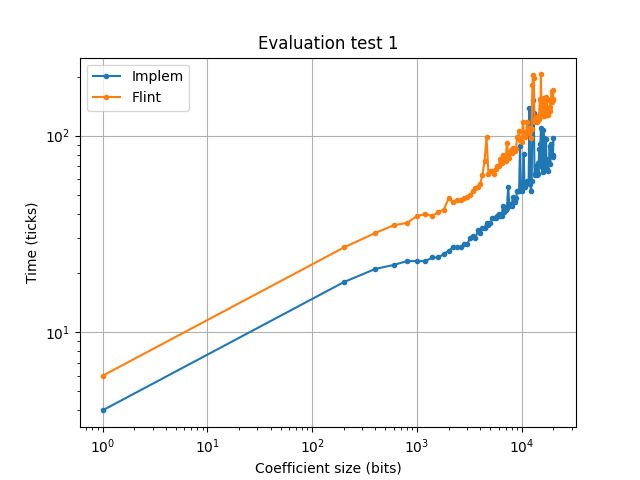 Evaluation test 1
Implem
Flint
Time (ticks)
10²
10¹
10⁰ 10¹ 10² 10³ 10⁴
Coefficient size (bits)